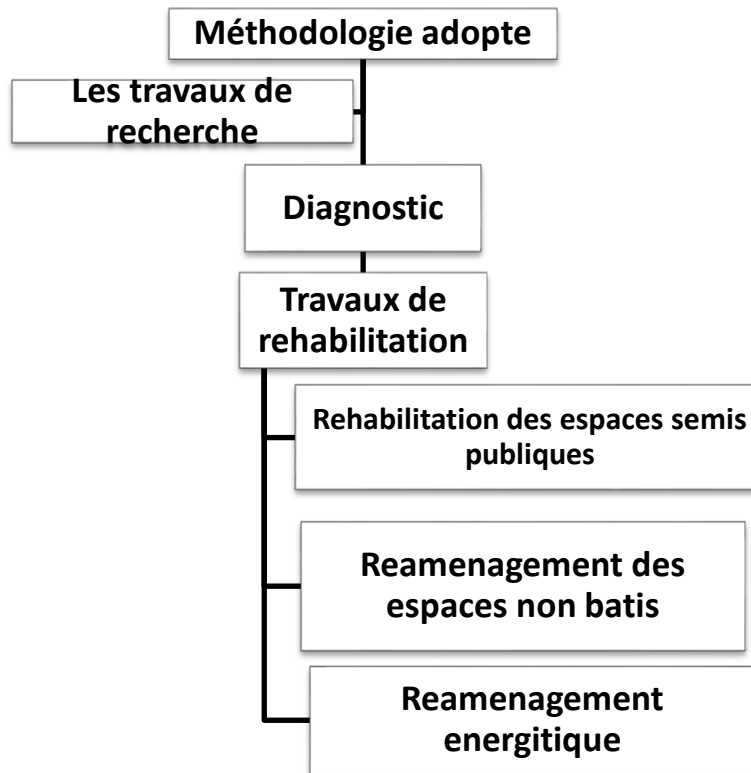 Méthodologie adopte
Les travaux de
recherche
Diagnostic
Travaux de
rehabilitation
Rehabilitation des espaces semis
publiques
Reamenagement des
espaces non batis
Reamenagement
energitique